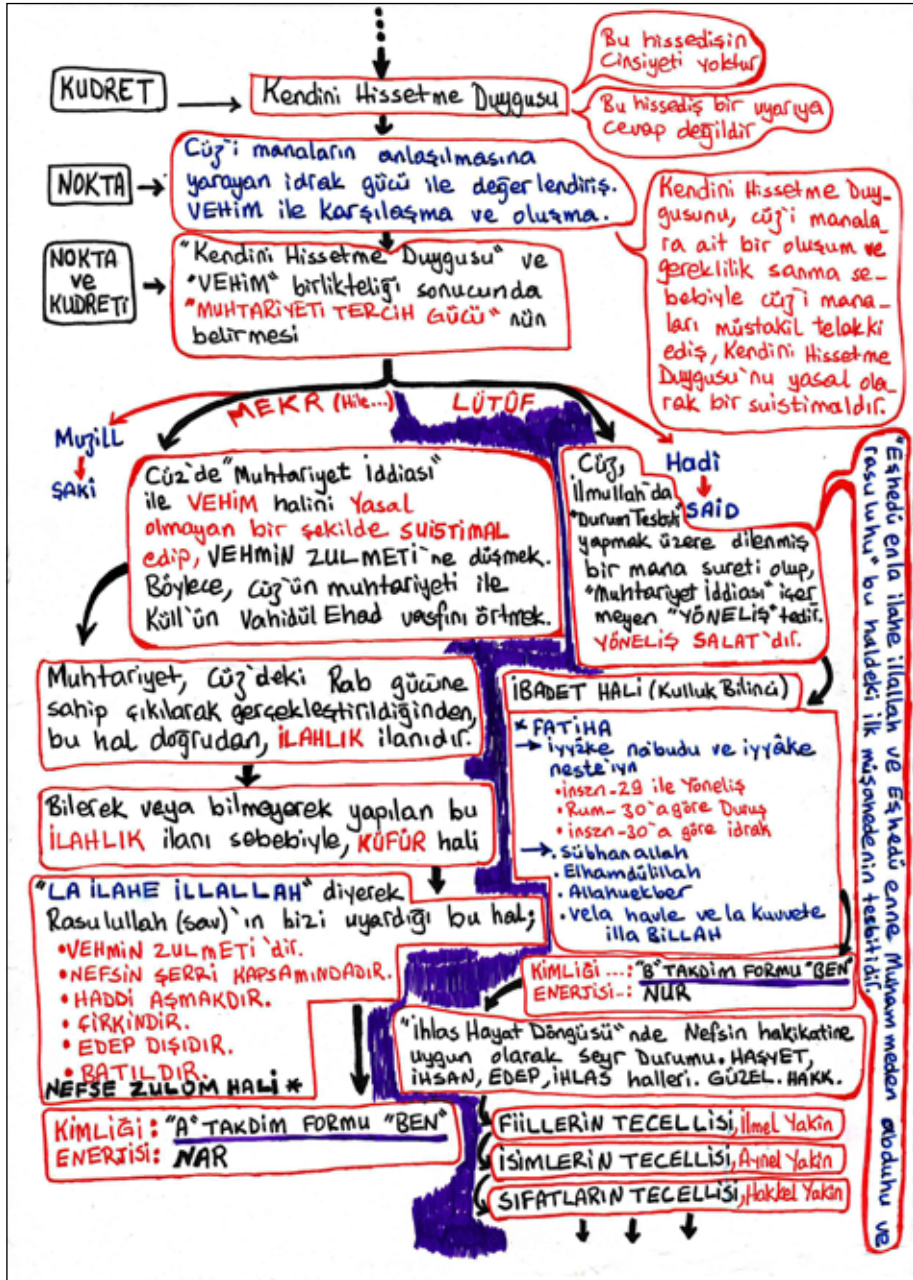 KUDRET
Kendini Hissetme Duygusu
Bu hissedişin
Cinsiyeti yoktur
Bu hissediş bir uyarıya
cevap değildir
NOKTA
Cüz'i manaların anlaşılmasına
yarayan idrak gücü ile değerlendiriş.
VEHİM ile karşılaşma ve oluşma.
Kendini Hissetme Duy-
gusunu, cüz'i manala-
ra ait bir oluşum ve
gereklilik sanma se-
bebiyle cüz'i mana-
ları müstakil telakki
ediş, Kendini Hissetme
Duygusu'nu yasal ola-
rak bir suistimaldır.
NOKTA
ve
KUDRETİ
"Kendini Hissetme Duygusu" ve
"VEHİM" birlikteliği sonucunda
"MUHTARİYETİ TERCİH GÜCÜ" nün
belirmesi
MEKR (Hile...)
LÜTUF
Muzill
ŞAKİ
Hadi
SAİD
Cüz'de "Muhtariyet İddiası"
ile VEHİM halini Yasal
olmayan bir şekilde SUİSTİMAL
edip, VEHMİN ZULMETİ'ne düşmek.
Böylece, Cüz'ün muhtariyeti ile
Küll'ün Vahidül Ehad vasfını örtmek.
Cüz,
İlmullah'da
"Durum Tesbiti"
yapmak üzere dilenmiş
bir mana sureti olup,
"Muhtariyet İddiası" içer
meyen "YÖNELİŞ"tedir.
YÖNELİŞ SALAT'dır.
"Eşhedü enla ilahe illallah ve Eşhedü enne Muhammeden abduhu ve
rasuluhu" bu haldeki ilk müşahedenin tesbitidir.
Muhtariyet, Cüz'deki Rab gücüne
sahip çıkılarak gerçekleştirildiğinden,
bu hal doğrudan, İLAHLIK ilanıdır.
Bilerek veya bilmeyerek yapılan bu
İLAHLIK ilanı sebebiyle, KÜFÜR hali
"LA İLAHE İLLALLAH" diyerek
Rasulullah (sav)'ın bizi uyardığı bu hal;
• VEHMİN ZULMETİ'dir.
• NEFSİN ŞERRİ KAPSAMINDADIR.
• HADDİ AŞMAKDIR.
• ÇİRKİNDİR.
• EDEP DIŞIDIR.
• BATILDIR.
NEFSE ZULÜM HALİ *
KİMLİĞİ: "A" TAKDİM FORMU "BEN"
ENERJİSİ: NAR
İBADET HALİ (Kulluk Bilinci)
* FATİHA
→ İyyâke na'budu ve iyyâke
neste'ıyn
• insan-29 ile Yöneliş
• Rum-30'a göre Duruş
• insan-30'a göre idrak
→ • Sübhanallah
• Elhamdülillah
• Allahuekber
• Vela havle ve la kuvvete
illa BİLLAH
KİMLİĞİ ...: "B" TAKDİM FORMU "BEN"
ENERJİSİ..: NUR
"İhlas Hayat Döngüsü"nde Nefsin hakikatine
uygun olarak Seyr Durumu. HAŞYET,
İHSAN, EDEP, İHLAS halleri. GÜZEL. HAKK.
FİİLLERİN TECELLİSİ, İlmel Yakin
İSİMLERİN TECELLİSİ, Aynel Yakin
SIFATLARIN TECELLİSİ, Hakkel Yakin